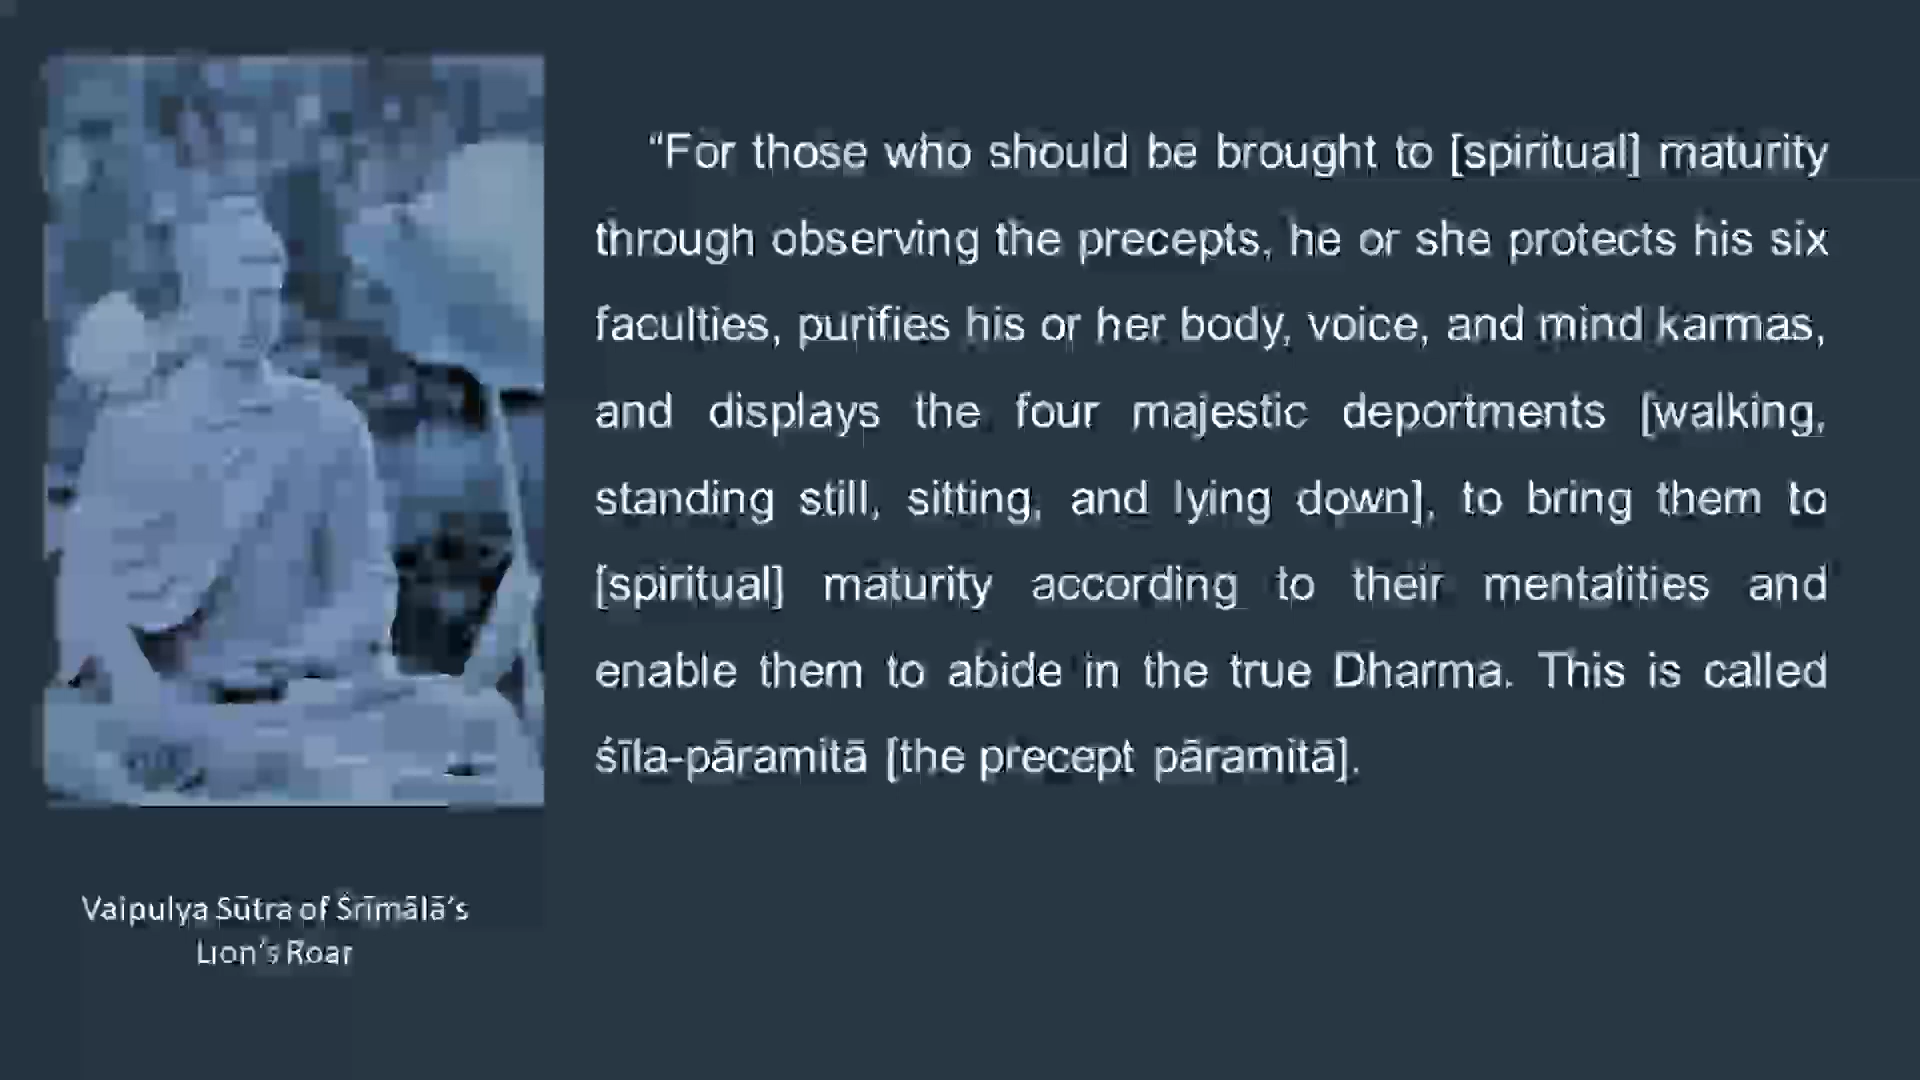 “For those who should be brought to [spiritual] maturity
through observing the precepts, he or she protects his six
faculties, purifies his or her body, voice, and mind karmas,
and displays the four majestic deportments [walking,
standing still, sitting, and lying down], to bring them to
[spiritual] maturity according to their mentalities and
enable them to abide in the true Dharma. This is called
śīla-pāramitā [the precept pāramitā].
Vaipulya Sūtra of Śrīmālā’s
Lion’s Roar